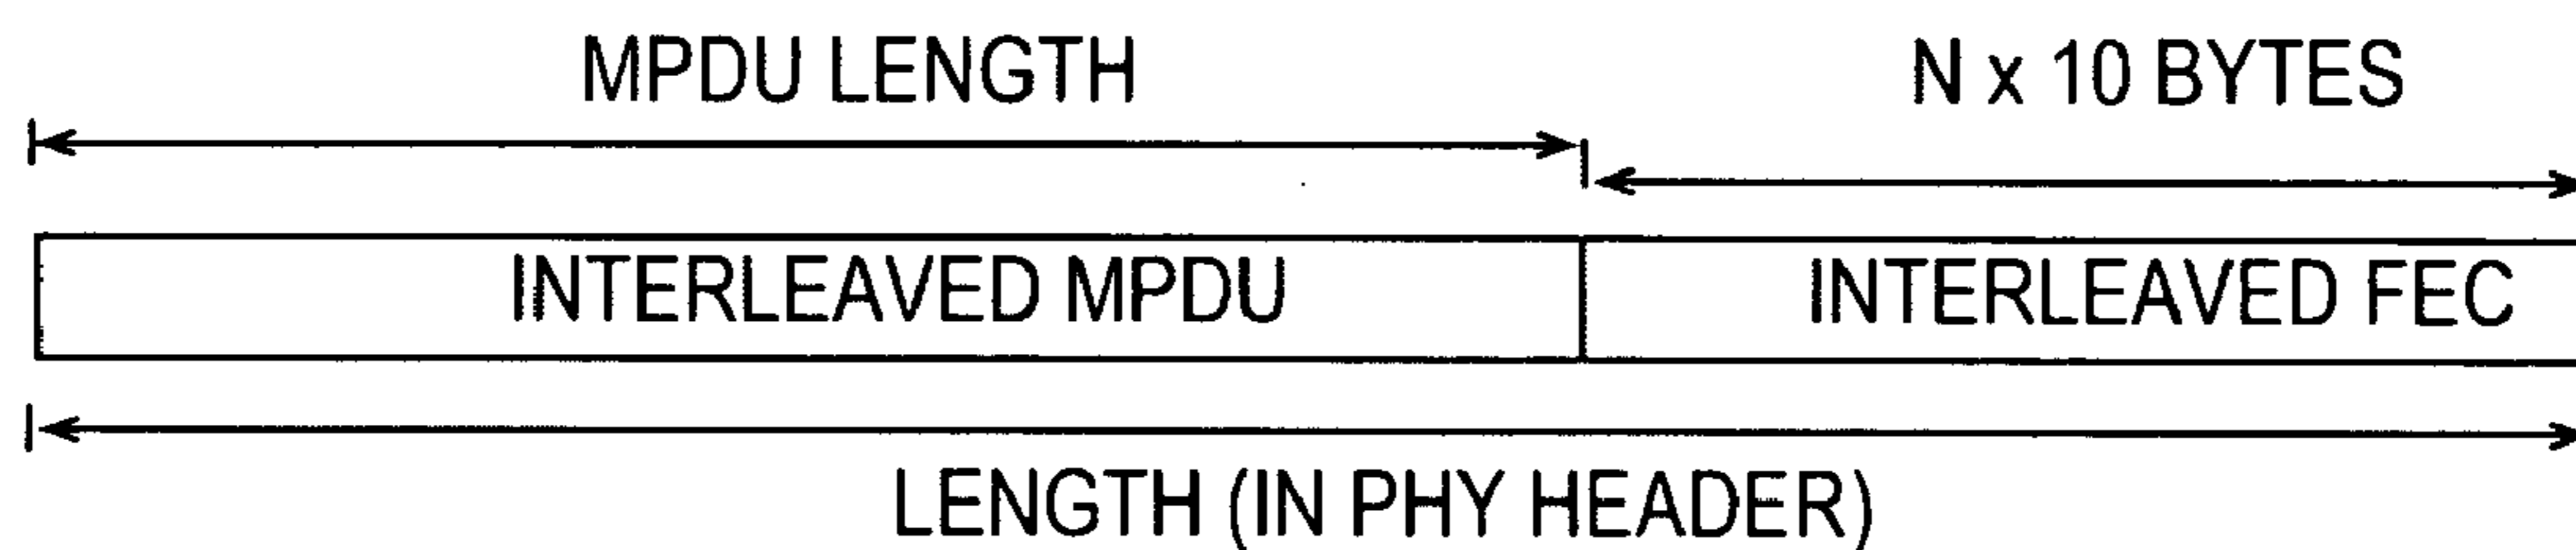 MPDU LENGTH
N x 10 BYTES
INTERLEAVED MPDU
INTERLEAVED FEC
LENGTH (IN PHY HEADER)